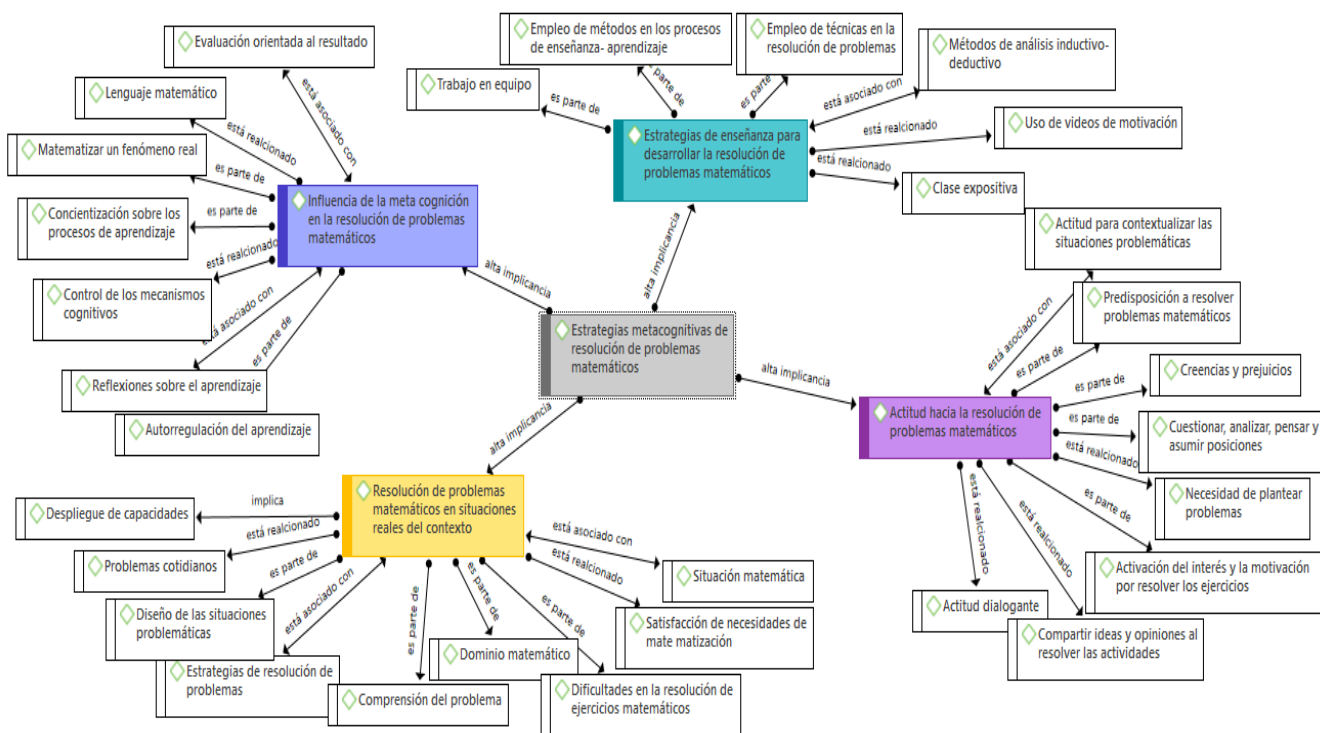 Evaluación orientada al resultado
está asociado con
Lenguaje matemático
está realcionado
Matematizar un fenómeno real
es parte de
Concientización sobre los
procesos de aprendizaje
es parte de
Control de los mecanismos
cognitivos
está realcionado
Influencia de la meta cognición
en la resolución de problemas
matemáticos
está asociado con
es parte de
Reflexiones sobre el aprendizaje
Autorregulación del aprendizaje
alta implicancia
Empleo de métodos en los procesos
de enseñanza- aprendizaje
es parte de
Empleo de técnicas en la
resolución de problemas
es parte
Trabajo en equipo
es parte de
Métodos de análisis inductivo-
deductivo
está asociado con
Estrategias de enseñanza para
desarrollar la resolución de
problemas matemáticos
está realcionado
Uso de videos de motivación
está realcionado
Clase expositiva
alta implicancia
Estrategias metacognitivas de
resolución de problemas
matemáticos
alta implicancia
alta implicancia
Actitud para contextualizar las
situaciones problemáticas
está asociado con
Predisposición a resolver
problemas matemáticos
es parte de
Creencias y prejuicios
es parte de
Actitud hacia la resolución de
problemas matemáticos
es parte de
Cuestionar, analizar, pensar y
asumir posiciones
está realcionado
Necesidad de plantear
problemas
es parte de
Activación del interés y la motivación
por resolver los ejercicios
está realcionado
está realcionado
Actitud dialogante
Compartir ideas y opiniones al
resolver las actividades
Resolución de problemas
matemáticos en situaciones
reales del contexto
implica
Despliegue de capacidades
está realcionado
Problemas cotidianos
es parte de
Diseño de las situaciones
problemáticas
está asociado con
Estrategias de resolución de
problemas
es parte de
Comprensión del problema
es parte de
Dominio matemático
es parte de
Dificultades en la resolución de
ejercicios matemáticos
está asociado con
Situación matemática
está realcionado
Satisfacción de necesidades de
mate matización